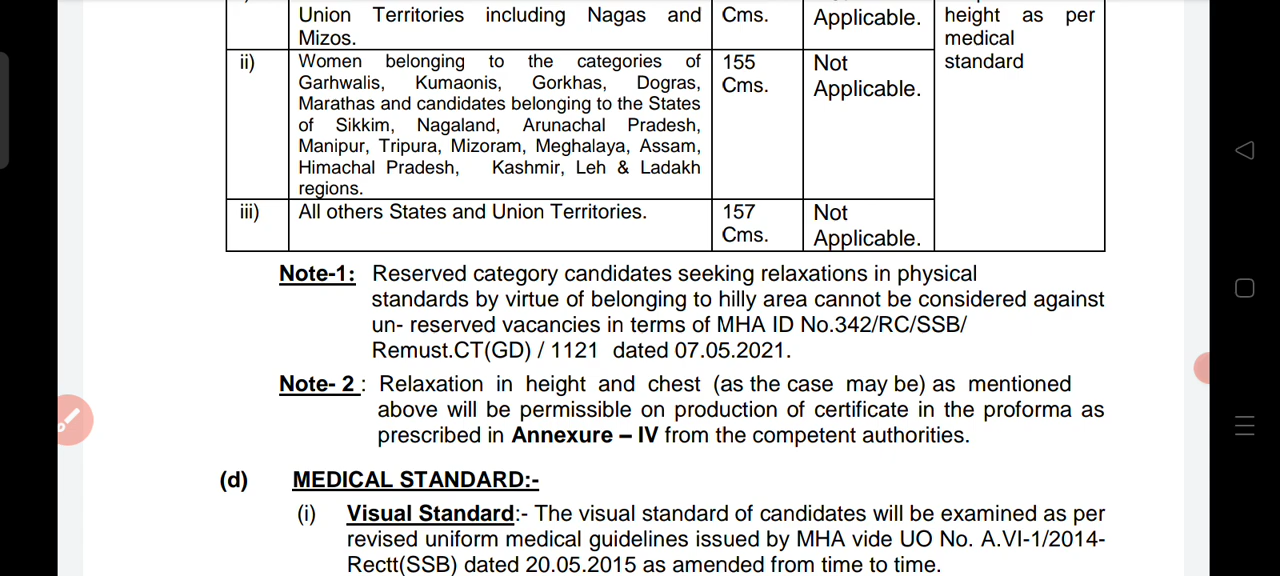 Union Territories including Nagas and Cms. Applicable. height as per
Mizos. medical
ii) Women belonging to the categories of 155 Not standard
Garhwalis, Kumaonis, Gorkhas, Dogras, Cms. Applicable.
Marathas and candidates belonging to the States
of Sikkim, Nagaland, Arunachal Pradesh,
Manipur, Tripura, Mizoram, Meghalaya, Assam,
Himachal Pradesh, Kashmir, Leh & Ladakh
regions.
iii) All others States and Union Territories. 157 Not
Cms. Applicable.
Note-1: Reserved category candidates seeking relaxations in physical
standards by virtue of belonging to hilly area cannot be considered against
un- reserved vacancies in terms of MHA ID No.342/RC/SSB/
Remust.CT(GD) / 1121 dated 07.05.2021.
Note- 2 : Relaxation in height and chest (as the case may be) as mentioned
above will be permissible on production of certificate in the proforma as
prescribed in Annexure – IV from the competent authorities.
(d) MEDICAL STANDARD:-
(i) Visual Standard:- The visual standard of candidates will be examined as per
revised uniform medical guidelines issued by MHA vide UO No. A.VI-1/2014-
Rectt(SSB) dated 20.05.2015 as amended from time to time.